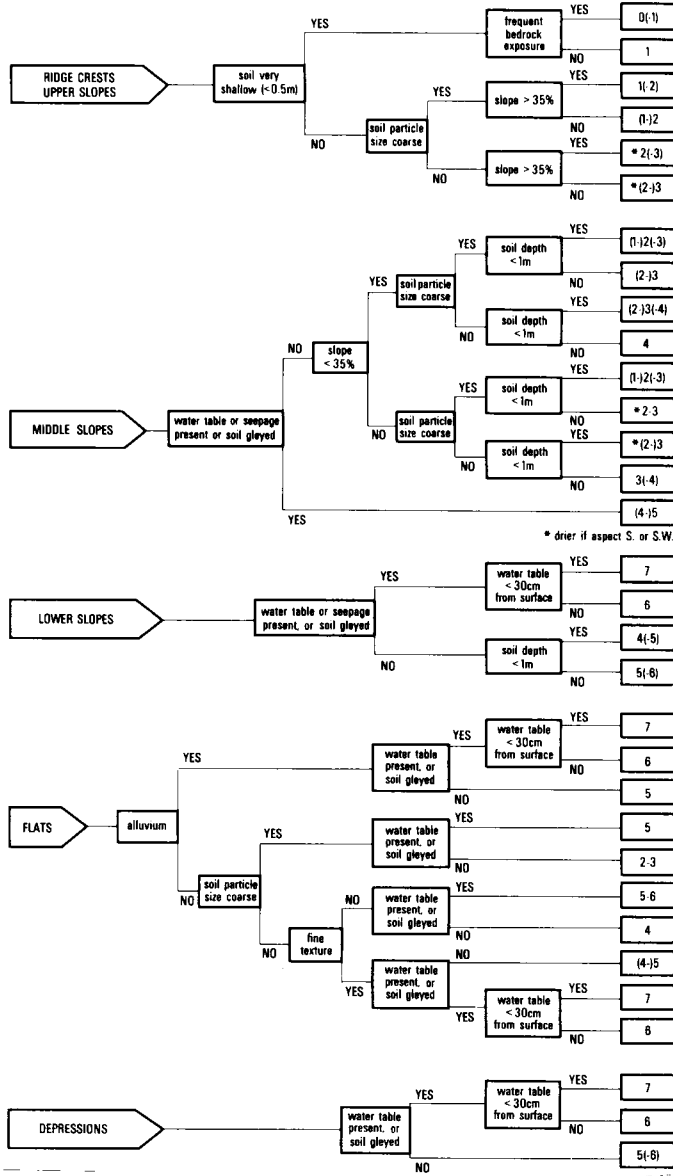 YES
frequent
bedrock
exposure
YES
0(-1)
NO
1
RIDGE CRESTS
UPPER SLOPES
soil very
shallow (<0.5m)
NO
soil particle
size coarse
YES
slope > 35%
YES
1(-2)
NO
(1-)2
NO
slope > 35%
YES
* 2(-3)
NO
* (2-)3
MIDDLE SLOPES
water table or seepage
present or soil gleyed
NO
slope
< 35%
YES
soil particle
size coarse
YES
soil depth
< 1m
YES
(1-)2(-3)
NO
(2-)3
NO
soil depth
< 1m
YES
(2-)3(-4)
NO
4
NO
soil particle
size coarse
YES
soil depth
< 1m
YES
(1-)2(-3)
NO
* 2-3
NO
soil depth
< 1m
YES
* (2-)3
NO
3(-4)
YES
(4-)5
* drier if aspect S. or S.W.
LOWER SLOPES
water table or seepage
present, or soil gleyed
YES
water table
< 30cm
from surface
YES
7
NO
6
NO
soil depth
< 1m
YES
4(-5)
NO
5(-6)
FLATS
alluvium
YES
water table
present, or
soil gleyed
YES
water table
< 30cm
from surface
YES
7
NO
6
NO
5
NO
soil particle
size coarse
YES
water table
present, or
soil gleyed
YES
5
NO
2-3
NO
fine
texture
NO
water table
present, or
soil gleyed
YES
5-6
NO
4
YES
water table
present, or
soil gleyed
NO
(4-)5
YES
water table
< 30cm
from surface
YES
7
NO
6
DEPRESSIONS
water table
present, or
soil gleyed
YES
water table
< 30cm
from surface
YES
7
NO
6
NO
5(-6)